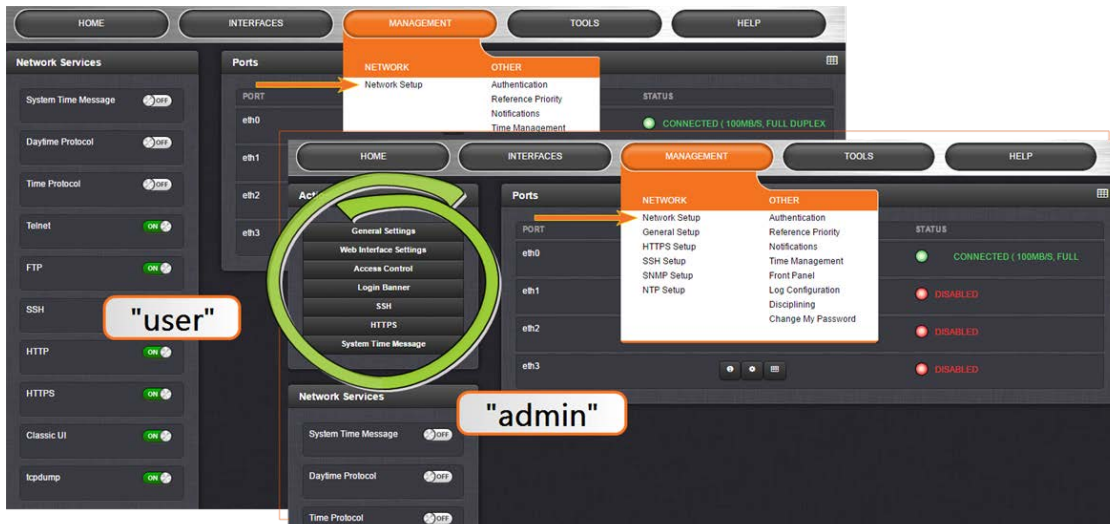 HOME INTERFACES MANAGEMENT TOOLS HELP
Network Services
System Time Message OFF
Daytime Protocol OFF
Time Protocol OFF
Telnet ON
FTP ON
SSH
HTTP ON
HTTPS ON
Classic UI ON
tcpdump ON
"user"
Ports
PORT STATUS
eth0 CONNECTED ( 100MB/S, FULL DUPLEX
eth1
eth2
eth3
NETWORK OTHER
Network Setup Authentication
Reference Priority
Notifications
Time Management
HOME INTERFACES MANAGEMENT TOOLS HELP
General Settings
Web Interface Settings
Access Control
Login Banner
SSH
HTTPS
System Time Message
Network Services
System Time Message OFF
Daytime Protocol OFF
Time Protocol OFF
"admin"
Ports
PORT STATUS
eth0 CONNECTED ( 100MB/S, FULL
eth1 DISABLED
eth2 DISABLED
eth3 DISABLED
NETWORK OTHER
Network Setup Authentication
General Setup Reference Priority
HTTPS Setup Notifications
SSH Setup Time Management
SNMP Setup Front Panel
NTP Setup Log Configuration
Disciplining
Change My Password